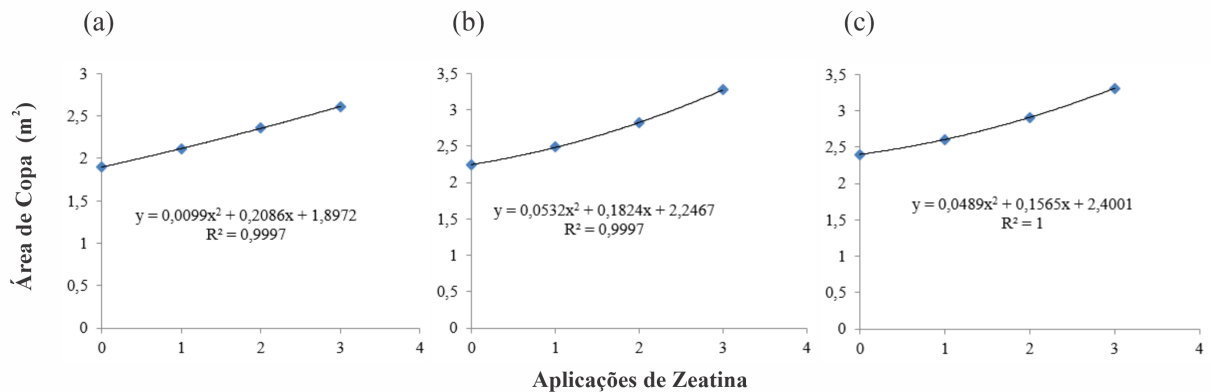 (a)
(b)
(c)
Área de Copa (m²)
3
2,5
2
1,5
1
0,5
0
0 1 2 3 4
y = 0,0099x² + 0,2086x + 1,8972
R² = 0,9997
3,5
3
2,5
2
1,5
1
0,5
0
0 1 2 3 4
y = 0,0532x² + 0,1824x + 2,2467
R² = 0,9997
3,5
3
2,5
2
1,5
1
0,5
0
0 1 2 3 4
y = 0,0489x² + 0,1565x + 2,4001
R² = 1
Aplicações de Zeatina